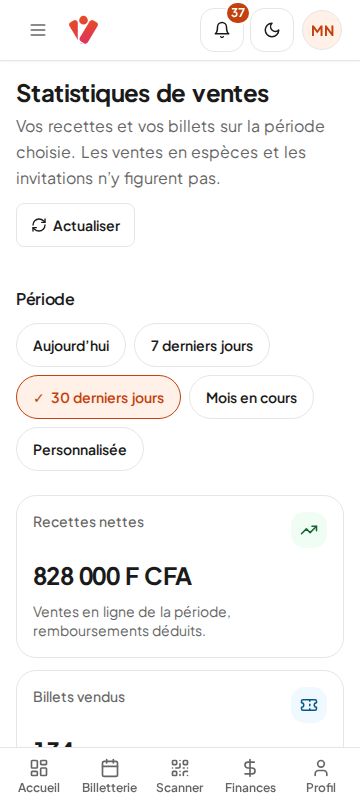 37
MN
Statistiques de ventes
Vos recettes et vos billets sur la période
choisie. Les ventes en espèces et les
invitations n’y figurent pas.
Actualiser
Période
Aujourd’hui
7 derniers jours
✓ 30 derniers jours
Mois en cours
Personnalisée
Recettes nettes
828 000 F CFA
Ventes en ligne de la période,
remboursements déduits.
Billets vendus
Accueil
Billetterie
Scanner
Finances
Profil